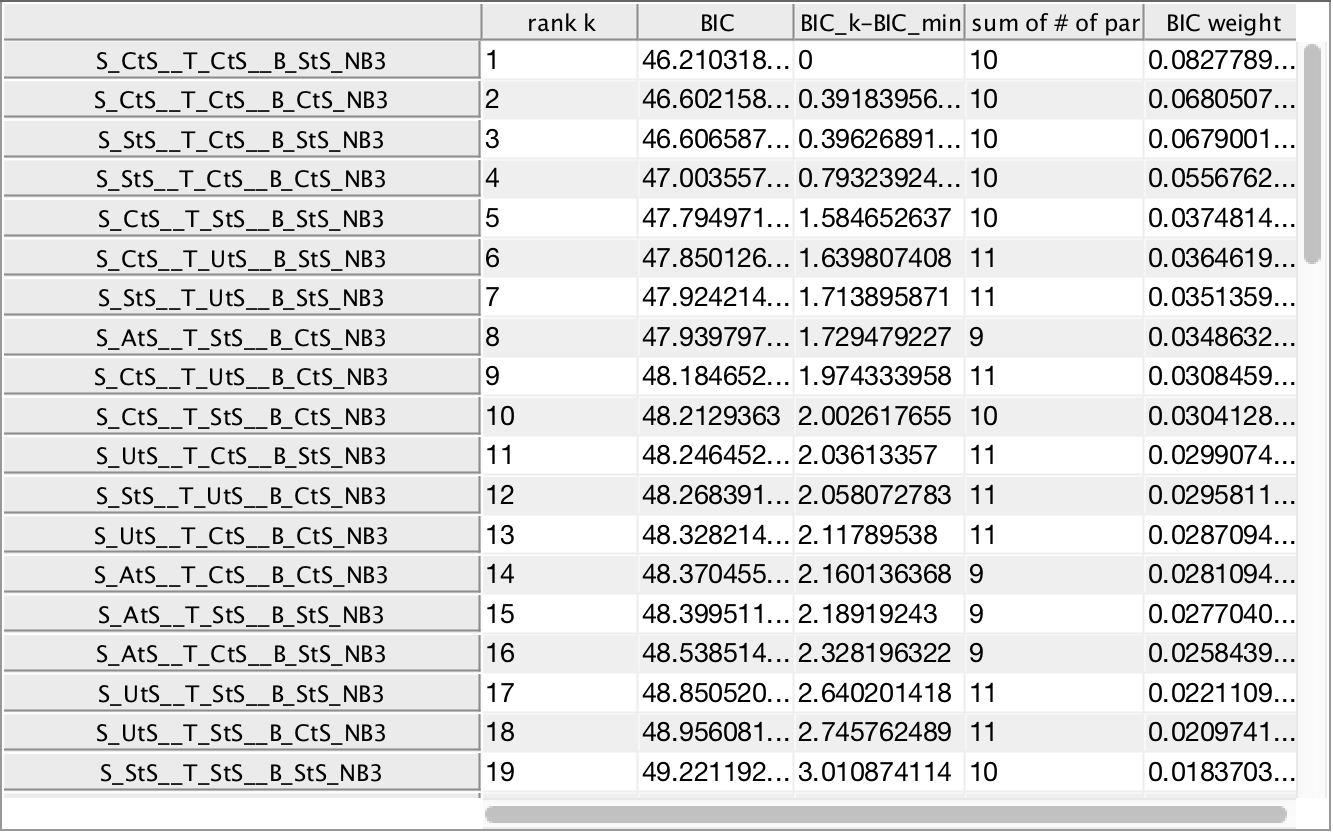 rank k BIC BIC_k-BIC_min sum of # of par BIC weight
S_CtS__T_CtS__B_StS_NB3 1 46.210318... 0 10 0.0827789...
S_CtS__T_CtS__B_CtS_NB3 2 46.602158... 0.39183956... 10 0.0680507...
S_StS__T_CtS__B_StS_NB3 3 46.606587... 0.39626891... 10 0.0679001...
S_StS__T_CtS__B_CtS_NB3 4 47.003557... 0.79323924... 10 0.0556762...
S_CtS__T_StS__B_StS_NB3 5 47.794971... 1.584652637 10 0.0374814...
S_CtS__T_UtS__B_StS_NB3 6 47.850126... 1.639807408 11 0.0364619...
S_StS__T_UtS__B_StS_NB3 7 47.924214... 1.713895871 11 0.0351359...
S_AtS__T_StS__B_CtS_NB3 8 47.939797... 1.729479227 9 0.0348632...
S_CtS__T_UtS__B_CtS_NB3 9 48.184652... 1.974333958 11 0.0308459...
S_CtS__T_StS__B_CtS_NB3 10 48.2129363 2.002617655 10 0.0304128...
S_UtS__T_CtS__B_StS_NB3 11 48.246452... 2.03613357 11 0.0299074...
S_StS__T_UtS__B_CtS_NB3 12 48.268391... 2.058072783 11 0.0295811...
S_UtS__T_CtS__B_CtS_NB3 13 48.328214... 2.11789538 11 0.0287094...
S_AtS__T_CtS__B_CtS_NB3 14 48.370455... 2.160136368 9 0.0281094...
S_AtS__T_StS__B_StS_NB3 15 48.399511... 2.18919243 9 0.0277040...
S_AtS__T_CtS__B_StS_NB3 16 48.538514... 2.328196322 9 0.0258439...
S_UtS__T_StS__B_StS_NB3 17 48.850520... 2.640201418 11 0.0221109...
S_UtS__T_StS__B_CtS_NB3 18 48.956081... 2.745762489 11 0.0209741...
S_StS__T_StS__B_StS_NB3 19 49.221192... 3.010874114 10 0.0183703...